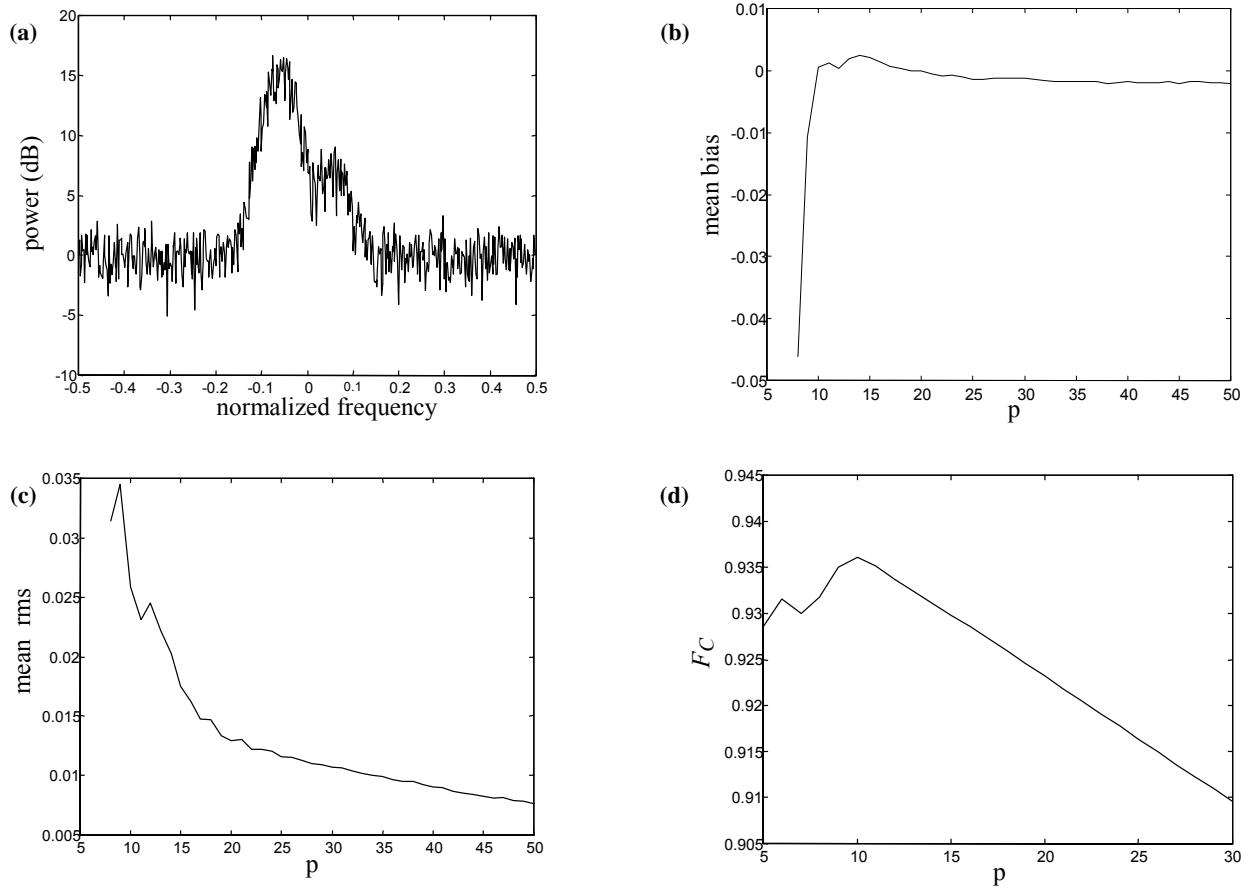 (a)
20
15
10
5
0
-5
-10
power (dB)
-0.5 -0.4 -0.3 -0.2 -0.1 0 0.1 0.2 0.3 0.4 0.5
normalized frequency
(b)
0.01
0
-0.01
-0.02
-0.03
-0.04
-0.05
mean bias
5 10 15 20 25 30 35 40 45 50
p
(c)
0.035
0.03
0.025
0.02
0.015
0.01
0.005
mean rms
5 10 15 20 25 30 35 40 45 50
p
(d)
0.945
0.94
0.935
0.93
0.925
0.92
0.915
0.91
0.905
FC
5 10 15 20 25 30
p